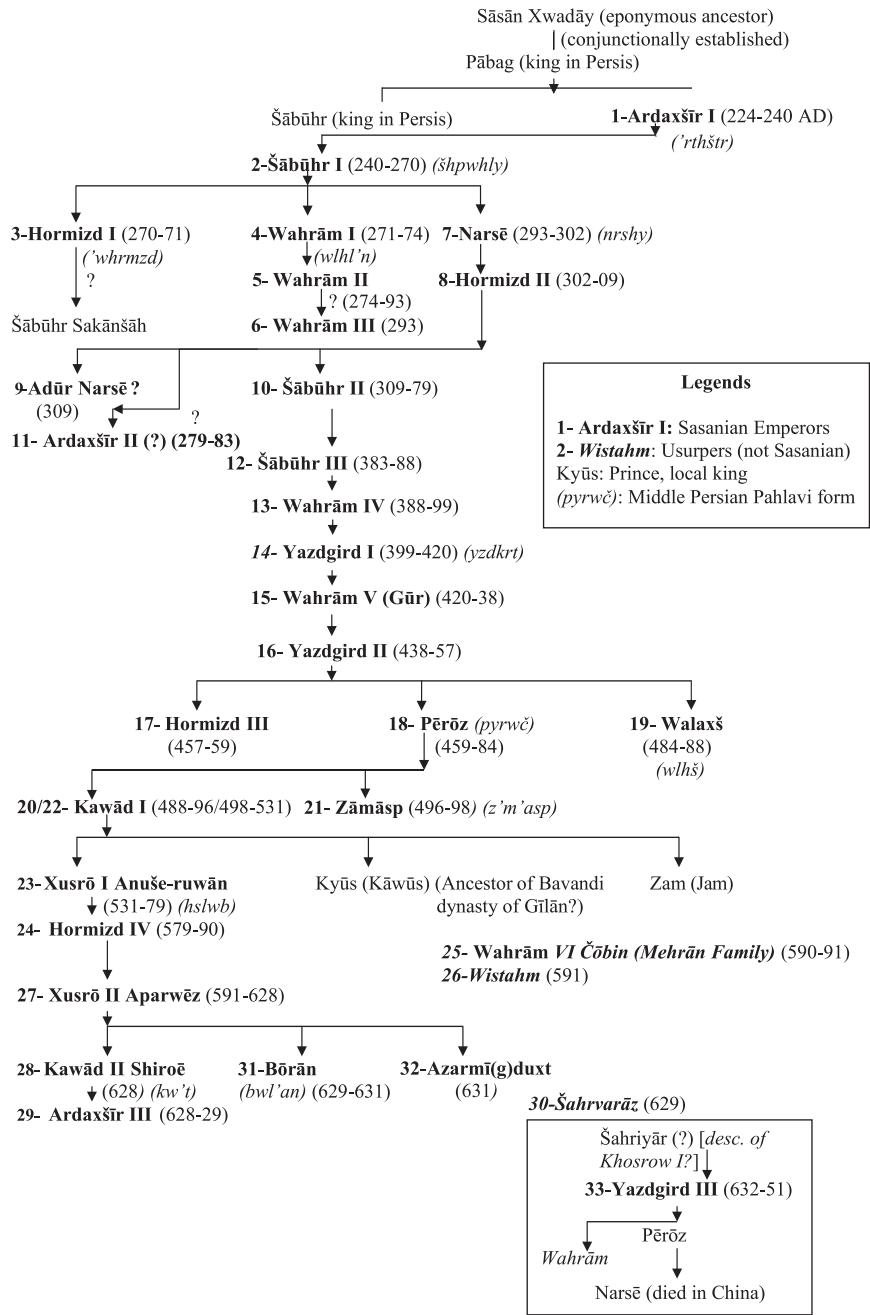 Sāsān Xwadāy (eponymous ancestor)
(conjunctionally established)
Pābag (king in Persis)
Šābūhr (king in Persis)
1-Ardaxšīr I (224-240 AD)
('rthštr)
2-Šābūhr I (240-270) (šhpwhly)
3-Hormizd I (270-71)
('whrmzd)
?
Šābūhr Sakānšāh
4-Wahrām I (271-74)
(wlhl'n)
5- Wahrām II
? (274-93)
6- Wahrām III (293)
7-Narsē (293-302) (nrshy)
8-Hormizd II (302-09)
9-Adūr Narsē ?
(309)
?
11- Ardaxšīr II (?) (279-83)
10- Šābūhr II (309-79)
12- Šābūhr III (383-88)
13- Wahrām IV (388-99)
14- Yazdgird I (399-420) (yzdkrt)
15- Wahrām V (Gūr) (420-38)
16- Yazdgird II (438-57)
Legends
1- Ardaxšīr I: Sasanian Emperors
2- Wistahm: Usurpers (not Sasanian)
Kyūs: Prince, local king
(pyrwč): Middle Persian Pahlavi form
17- Hormizd III
(457-59)
18- Pērōz (pyrwč)
(459-84)
19- Walaxš
(484-88)
(wlhš)
20/22- Kawād I (488-96/498-531)
21- Zāmāsp (496-98) (z'm'asp)
23-Xusrō I Anuše-ruwān
(531-79) (hslwb)
24- Hormizd IV (579-90)
Kyūs (Kāwūs) (Ancestor of Bavandi
dynasty of Gīlān?)
Zam (Jam)
25- Wahrām VI Čōbin (Mehrān Family) (590-91)
26-Wistahm (591)
27- Xusrō II Aparwēz (591-628)
28-Kawād II Shiroē
(628) (kw't)
29- Ardaxšīr III (628-29)
31-Bōrān
(bwl'an) (629-631)
32-Azarmī(g)duxt
(631)
30-Šahrvarāz (629)
Šahriyār (?) [desc. of
Khosrow I?]
33-Yazdgird III (632-51)
Wahrām
Pērōz
Narsē (died in China)